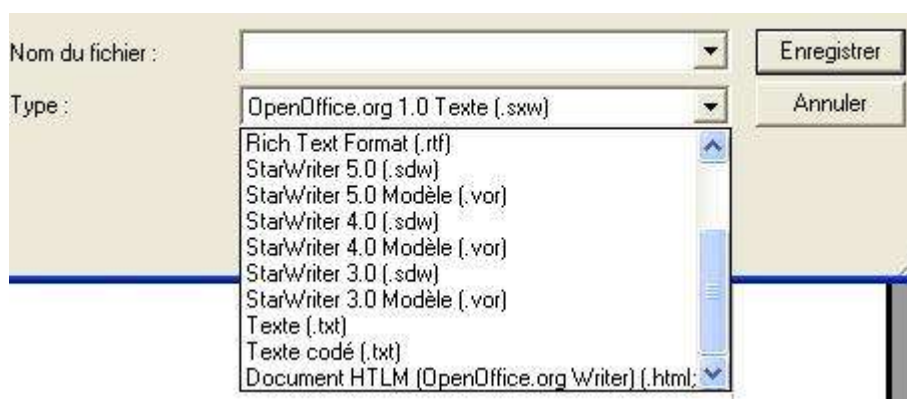 Nom du fichier :
Enregistrer
Type :
OpenOffice.org 1.0 Texte (.sxw)
Annuler
Rich Text Format (.rtf)
StarWriter 5.0 (.sdw)
StarWriter 5.0 Modèle (.vor)
StarWriter 4.0 (.sdw)
StarWriter 4.0 Modèle (.vor)
StarWriter 3.0 (.sdw)
StarWriter 3.0 Modèle (.vor)
Texte (.txt)
Texte codé (.txt)
Document HTLM (OpenOffice.org Writer) (.html;